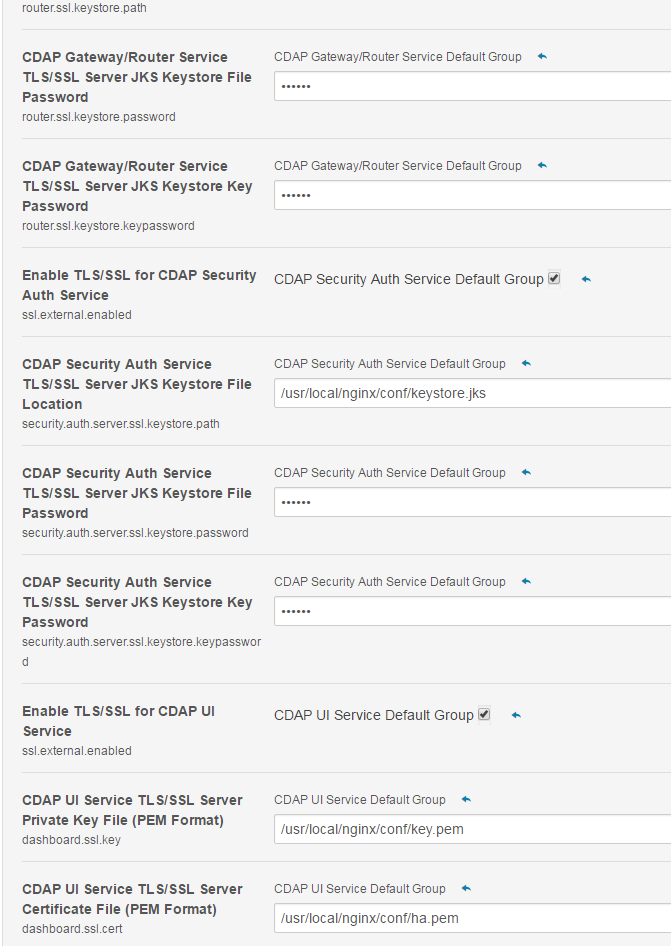 router.ssl.keystore.path
CDAP Gateway/Router Service
TLS/SSL Server JKS Keystore File
Password
router.ssl.keystore.password
CDAP Gateway/Router Service Default Group
••••••
CDAP Gateway/Router Service
TLS/SSL Server JKS Keystore Key
Password
router.ssl.keystore.keypassword
CDAP Gateway/Router Service Default Group
••••••
Enable TLS/SSL for CDAP Security
Auth Service
ssl.external.enabled
CDAP Security Auth Service Default Group
CDAP Security Auth Service
TLS/SSL Server JKS Keystore File
Location
security.auth.server.ssl.keystore.path
CDAP Security Auth Service Default Group
/usr/local/nginx/conf/keystore.jks
CDAP Security Auth Service
TLS/SSL Server JKS Keystore File
Password
security.auth.server.ssl.keystore.password
CDAP Security Auth Service Default Group
••••••
CDAP Security Auth Service
TLS/SSL Server JKS Keystore Key
Password
security.auth.server.ssl.keystore.keypasswor
d
CDAP Security Auth Service Default Group
••••••
Enable TLS/SSL for CDAP UI
Service
ssl.external.enabled
CDAP UI Service Default Group
CDAP UI Service TLS/SSL Server
Private Key File (PEM Format)
dashboard.ssl.key
CDAP UI Service Default Group
/usr/local/nginx/conf/key.pem
CDAP UI Service TLS/SSL Server
Certificate File (PEM Format)
dashboard.ssl.cert
CDAP UI Service Default Group
/usr/local/nginx/conf/ha.pem